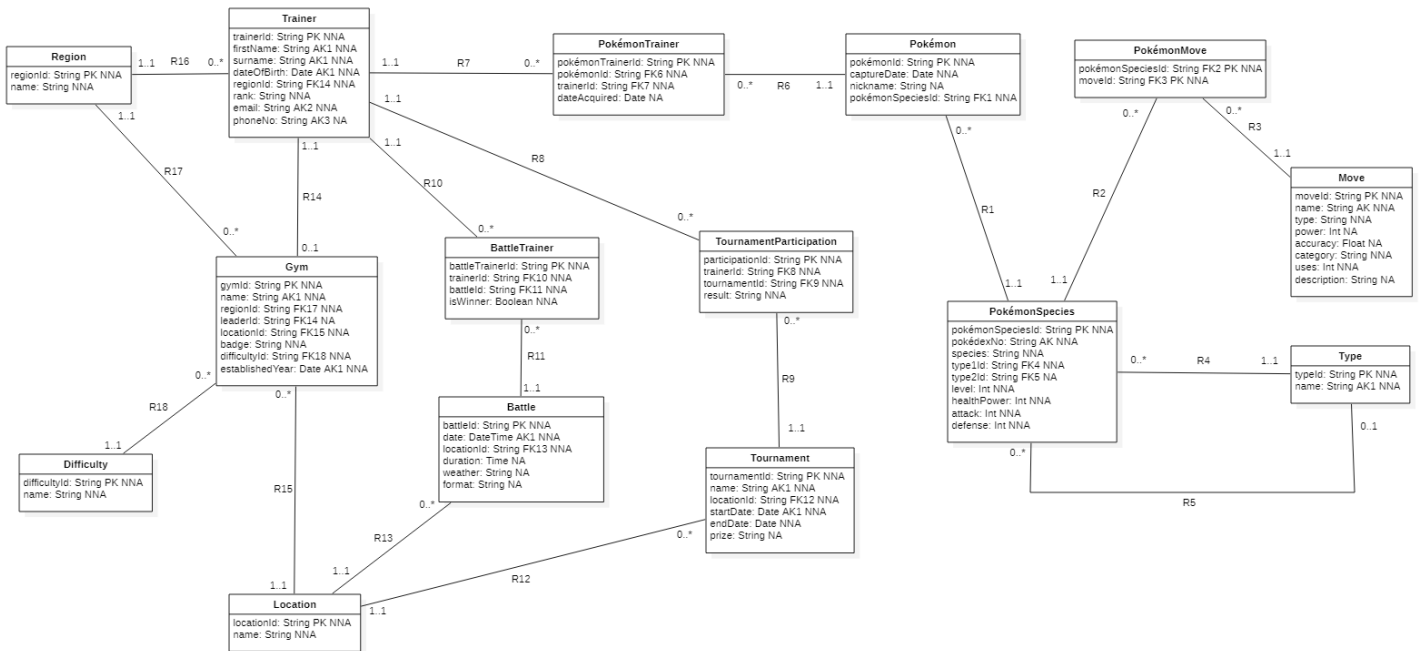 Trainer
trainerId: String PK NNA
firstName: String AK1 NNA
surname: String AK1 NNA
dateOfBirth: Date AK1 NNA
regionId: String FK14 NNA
rank: String NNA
email: String AK2 NNA
phoneNo: String AK3 NA
Region
regionId: String PK NNA
name: String NNA
1..1
R16
0..*
PokémonTrainer
pokémonTrainerId: String PK NNA
pokémonId: String FK6 NNA
trainerId: String FK7 NNA
dateAcquired: Date NA
1..1
R7
0..*
Pokémon
pokémonId: String PK NNA
captureDate: Date NNA
nickname: String NA
pokémonSpeciesId: String FK1 NNA
0..*
R6
1..1
PokémonMove
pokémonSpeciesId: String FK2 PK NNA
moveId: String FK3 PK NNA
0..*
R3
1..1
Move
moveId: String PK NNA
name: String AK NNA
type: String NNA
power: Int NA
accuracy: Float NA
category: String NNA
uses: Int NNA
description: String NA
1..1
R17
0..*
1..1
R14
0..1
1..1
R10
0..*
1..1
R8
0..*
0..*
R1
1..1
0..*
R2
1..1
Gym
gymId: String PK NNA
name: String AK1 NNA
regionId: String FK17 NNA
leaderId: String FK14 NA
locationId: String FK15 NNA
badge: String NNA
difficultyId: String FK18 NNA
establishedYear: Date AK1 NNA
BattleTrainer
battleTrainerId: String PK NNA
trainerId: String FK10 NNA
battleId: String FK11 NNA
isWinner: Boolean NNA
TournamentParticipation
participationId: String PK NNA
trainerId: String FK8 NNA
tournamentId: String FK9 NNA
result: String NNA
PokémonSpecies
pokémonSpeciesId: String PK NNA
pokédexNo: String AK NNA
species: String NNA
type1Id: String FK4 NNA
type2Id: String FK5 NA
level: Int NNA
healthPower: Int NNA
attack: Int NNA
defense: Int NNA
0..*
R4
1..1
Type
typeId: String PK NNA
name: String AK1 NNA
0..1
0..*
R5
0..*
R11
1..1
0..*
R9
1..1
0..*
R18
1..1
0..*
R15
1..1
Battle
battleId: String PK NNA
date: DateTime AK1 NNA
locationId: String FK13 NNA
duration: Time NA
weather: String NA
format: String NA
Difficulty
difficultyId: String PK NNA
name: String NNA
Tournament
tournamentId: String PK NNA
name: String AK1 NNA
locationId: String FK12 NNA
startDate: Date AK1 NNA
endDate: Date NNA
prize: String NA
0..*
R13
1..1
0..*
R12
1..1
Location
locationId: String PK NNA
name: String NNA